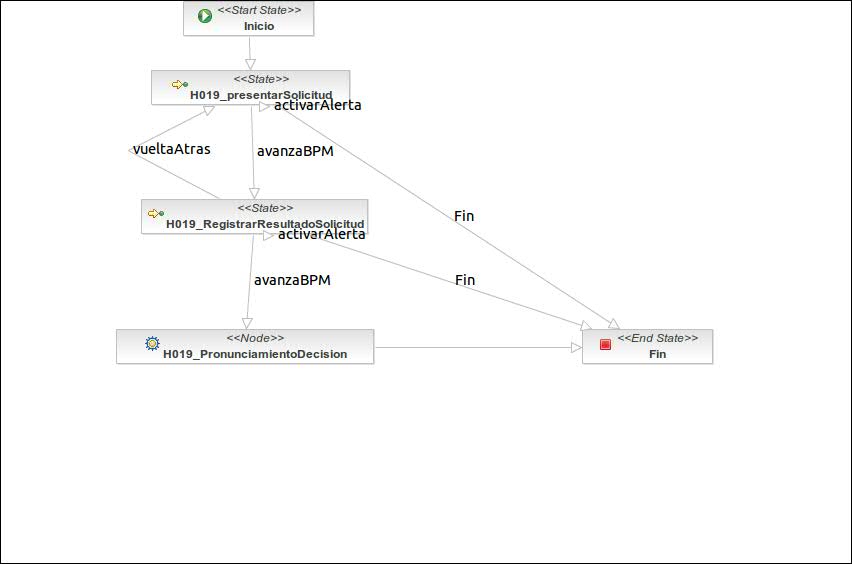 <<Start State>>
Inicio
<<State>>
H019_presentarSolicitud
activarAlerta
vueltaAtras
avanzaBPM
Fin
<<State>>
H019_RegistrarResultadoSolicitud
activarAlerta
avanzaBPM
Fin
<<Node>>
H019_PronunciamientoDecision
<<End State>>
Fin